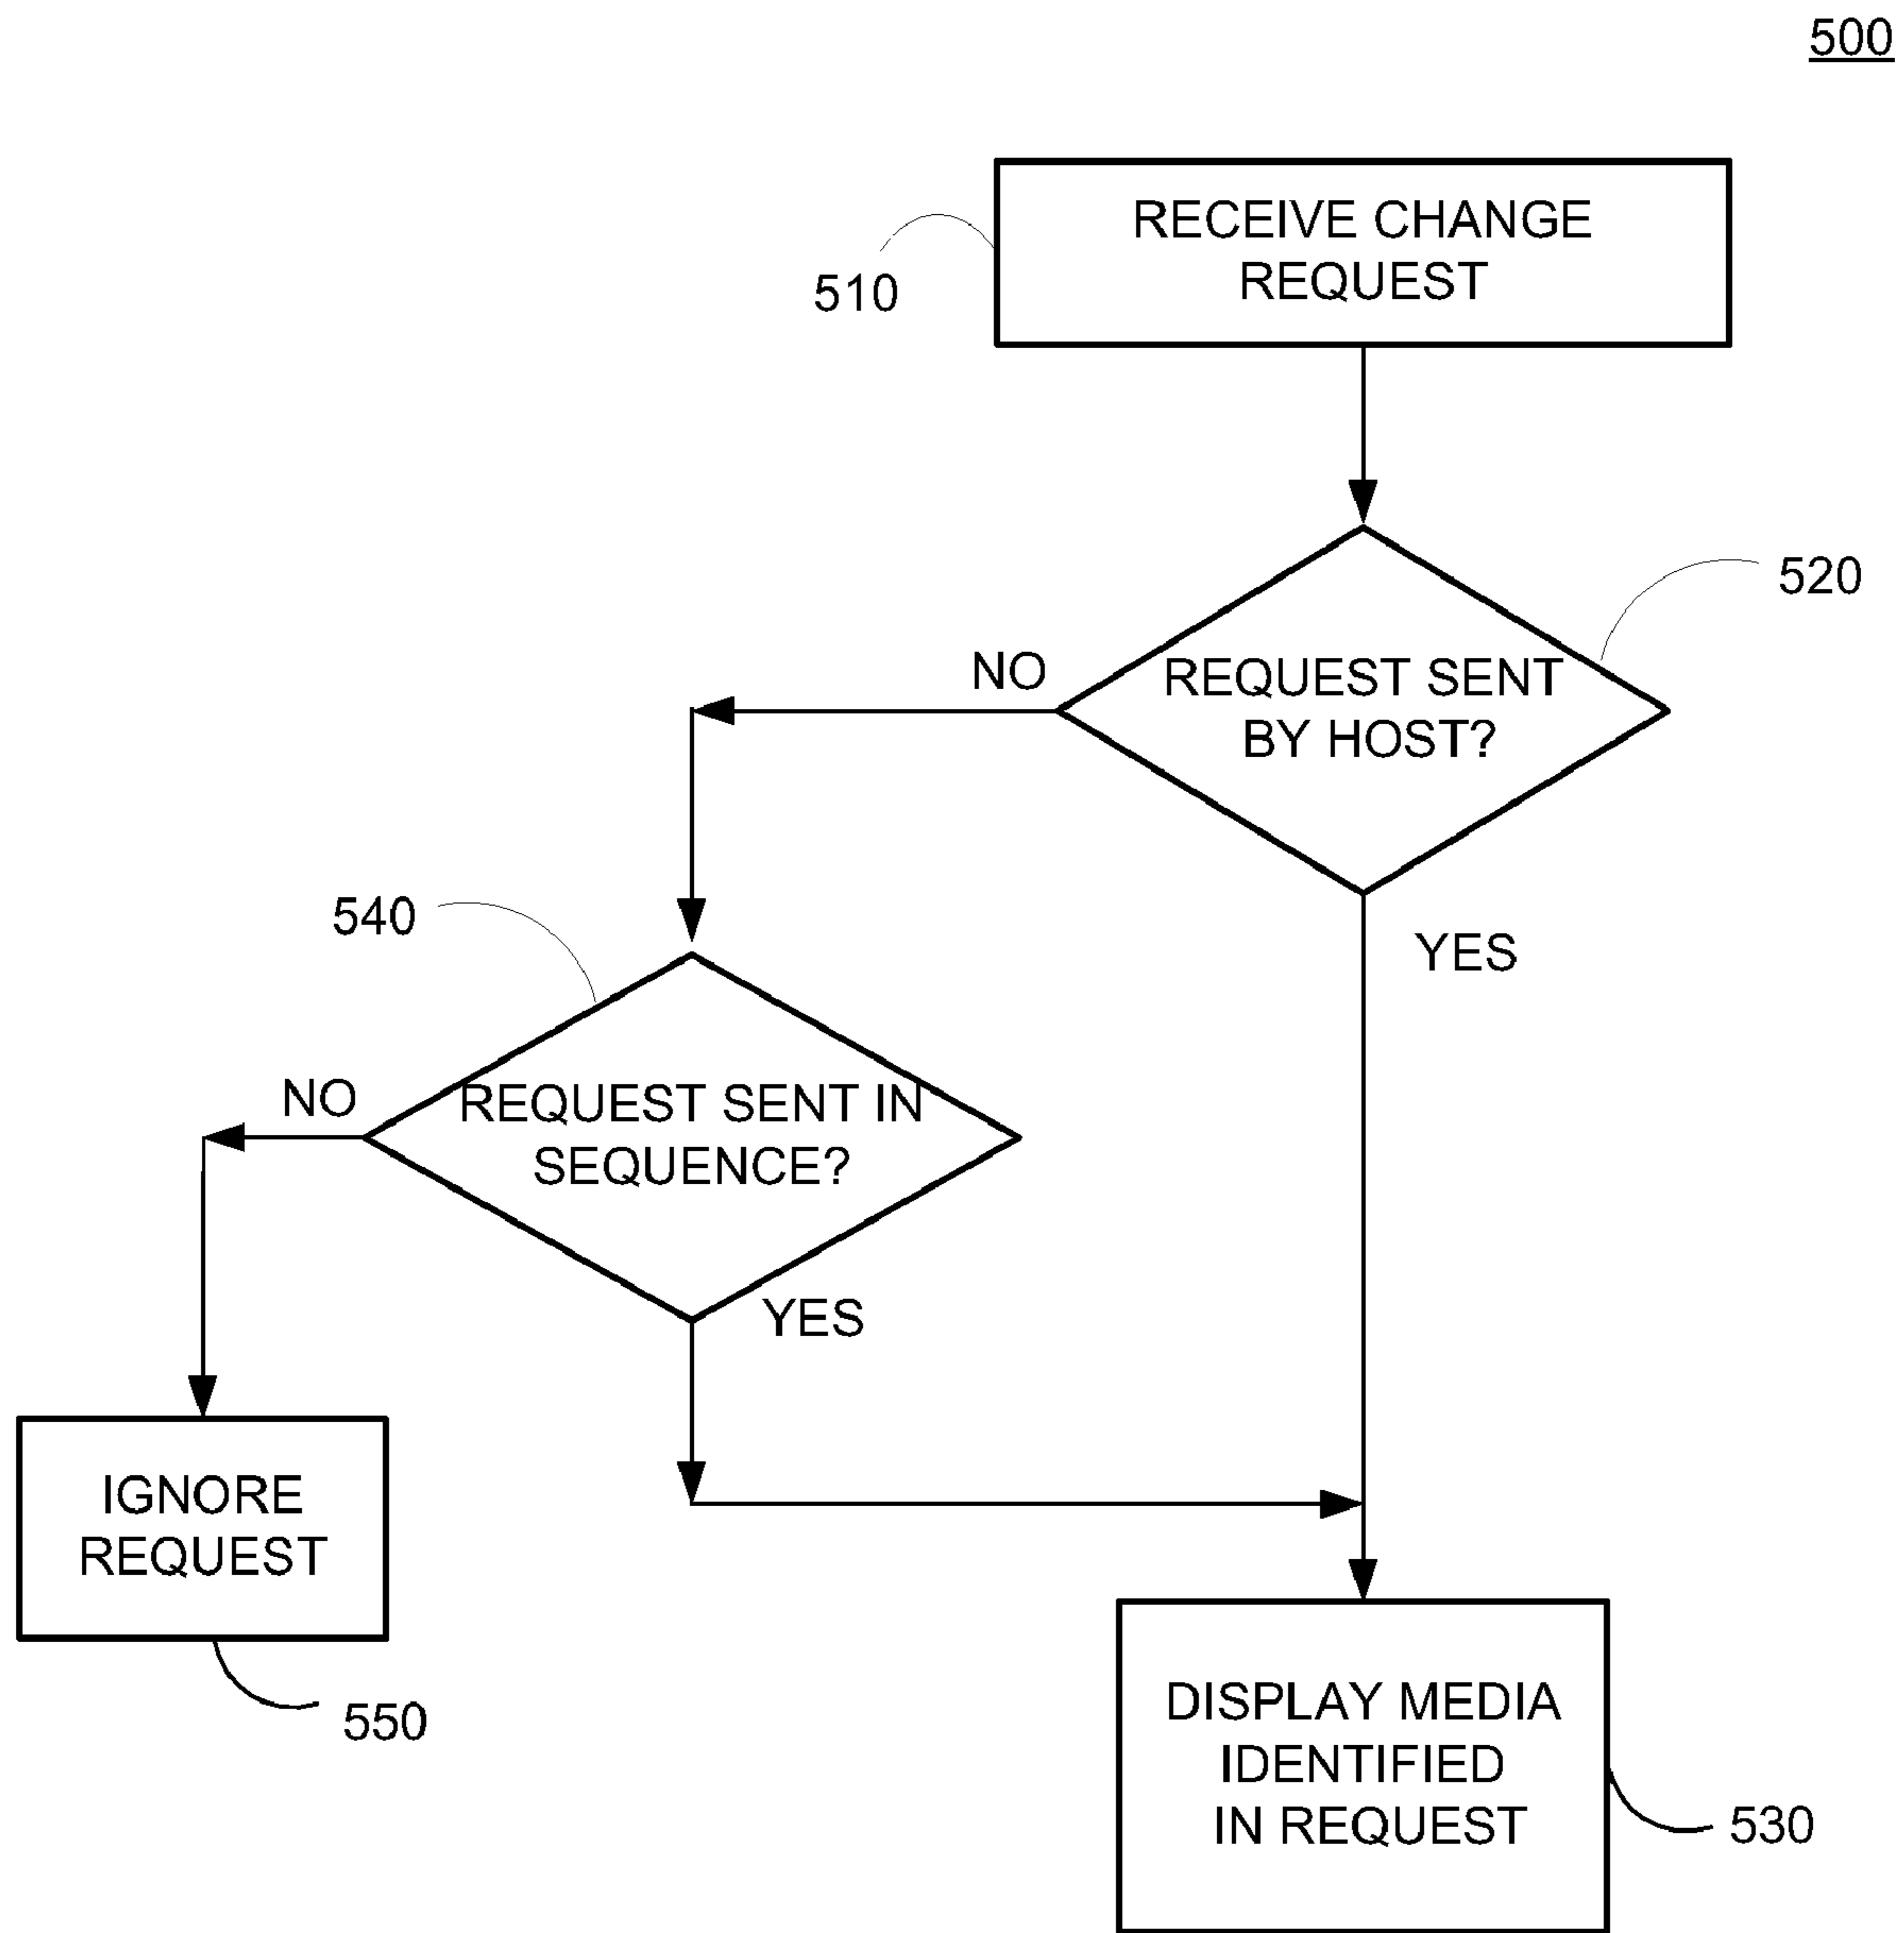 500
RECEIVE CHANGE
REQUEST
510
520
REQUEST SENT
BY HOST?
NO
YES
540
REQUEST SENT IN
SEQUENCE?
NO
YES
IGNORE
REQUEST
550
DISPLAY MEDIA
IDENTIFIED
IN REQUEST
530